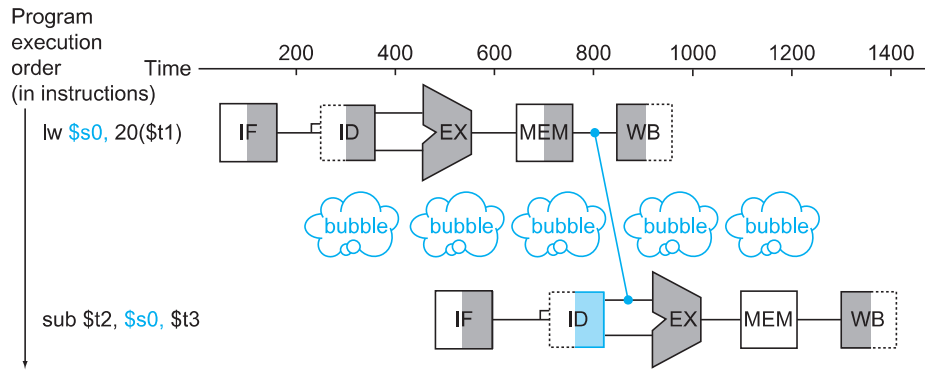 Program
execution
order
(in instructions)
Time
200 400 600 800 1000 1200 1400
lw $s0, 20($t1)
IF ID EX MEM WB
bubble bubble bubble bubble bubble
sub $t2, $s0, $t3
IF ID EX MEM WB